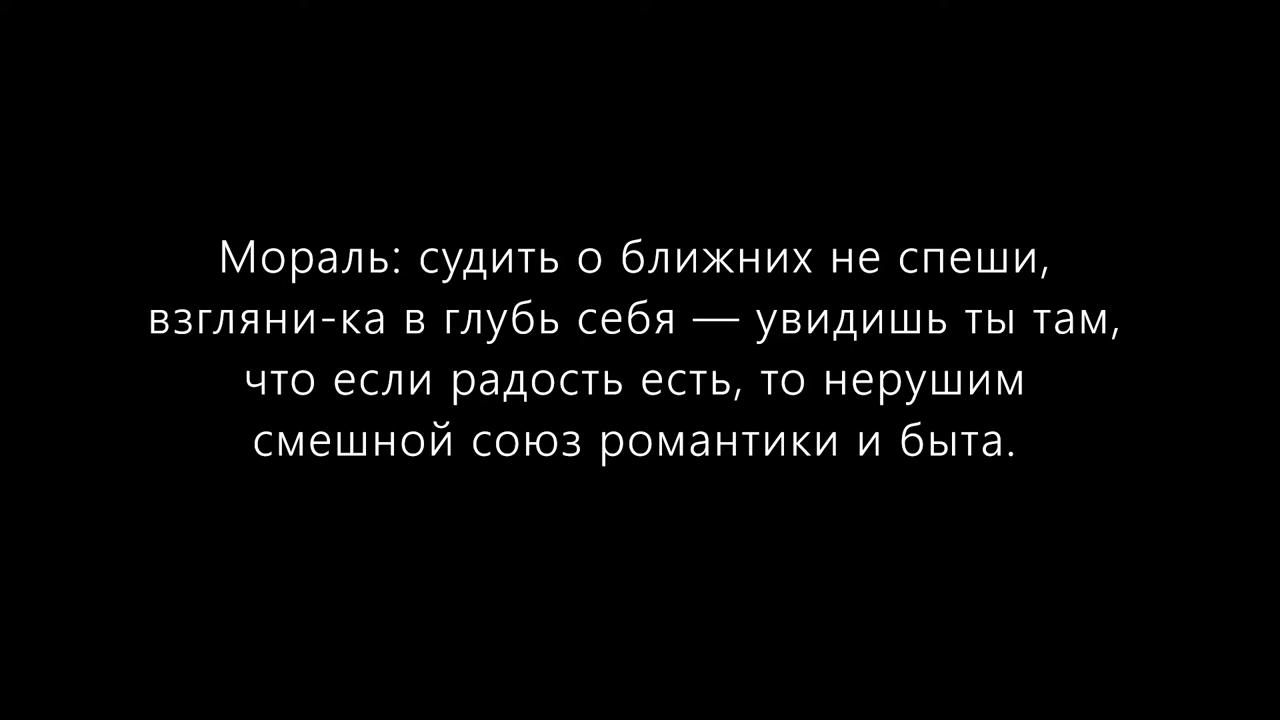 Мораль: судить о ближних не спеши,
взгляни-ка в глубь себя — увидишь ты там,
что если радость есть, то нерушим
смешной союз романтики и быта.